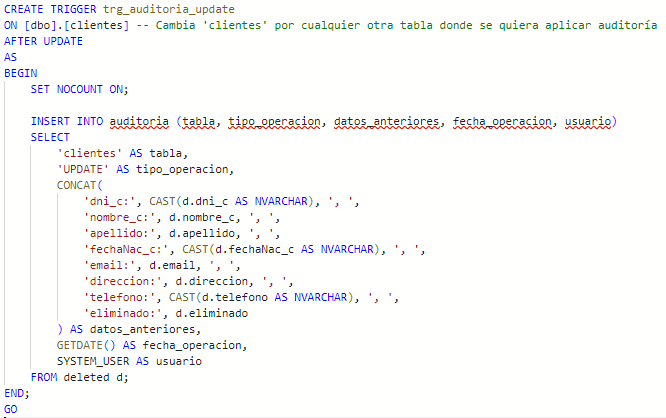 CREATE TRIGGER trg_auditoria_update
ON [dbo].[clientes] -- Cambia 'clientes' por cualquier otra tabla donde se quiera aplicar auditoría
AFTER UPDATE
AS
BEGIN
    SET NOCOUNT ON;

    INSERT INTO auditoria (tabla, tipo_operacion, datos_anteriores, fecha_operacion, usuario)
    SELECT
        'clientes' AS tabla,
        'UPDATE' AS tipo_operacion,
        CONCAT(
            'dni_c:', CAST(d.dni_c AS NVARCHAR), ', ',
            'nombre_c:', d.nombre_c, ', ',
            'apellido:', d.apellido, ', ',
            'fechaNac_c:', CAST(d.fechaNac_c AS NVARCHAR), ', ',
            'email:', d.email, ', ',
            'direccion:', d.direccion, ', ',
            'telefono:', CAST(d.telefono AS NVARCHAR), ', ',
            'eliminado:', d.eliminado
        ) AS datos_anteriores,
        GETDATE() AS fecha_operacion,
        SYSTEM_USER AS usuario
    FROM deleted d;
END;
GO